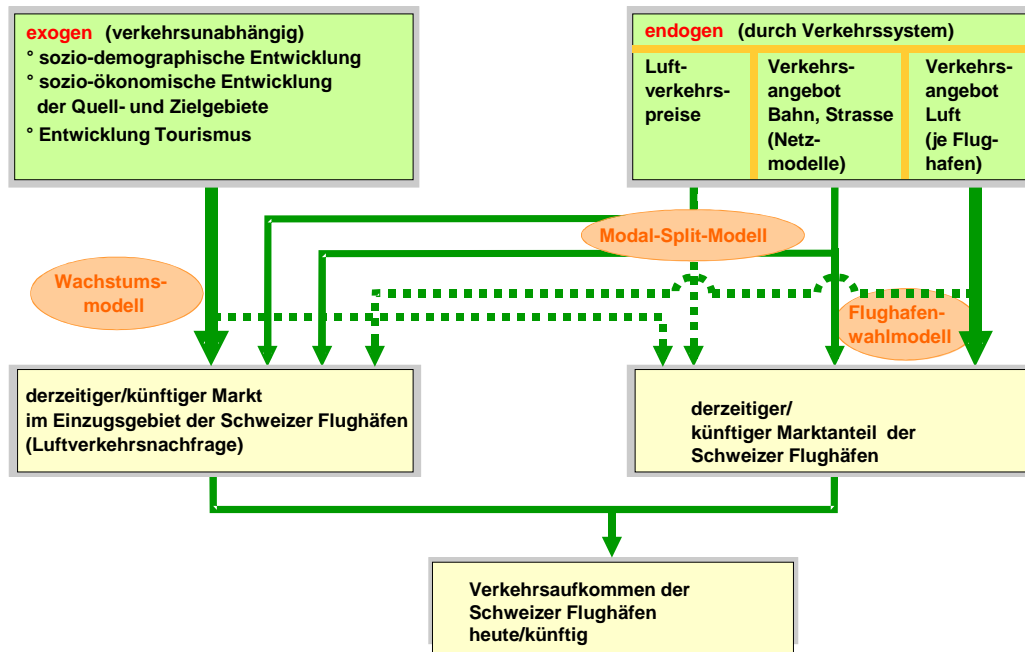 exogen (verkehrsunabhängig)
° sozio-demographische Entwicklung
° sozio-ökonomische Entwicklung
der Quell- und Zielgebiete
° Entwicklung Tourismus
endogen (durch Verkehrssystem)
Luft-
verkehrs-
preise
Verkehrs-
angebot
Bahn, Strasse
(Netz-
modelle)
Verkehrs-
angebot
Luft
(je Flug-
hafen)
Modal-Split-Modell
Wachstums-
modell
Flughafen-
wahlmodell
derzeitiger/künftiger Markt
im Einzugsgebiet der Schweizer Flughäfen
(Luftverkehrsnachfrage)
derzeitiger/
künftiger Marktanteil der
Schweizer Flughäfen
Verkehrsaufkommen der
Schweizer Flughäfen
heute/künftig